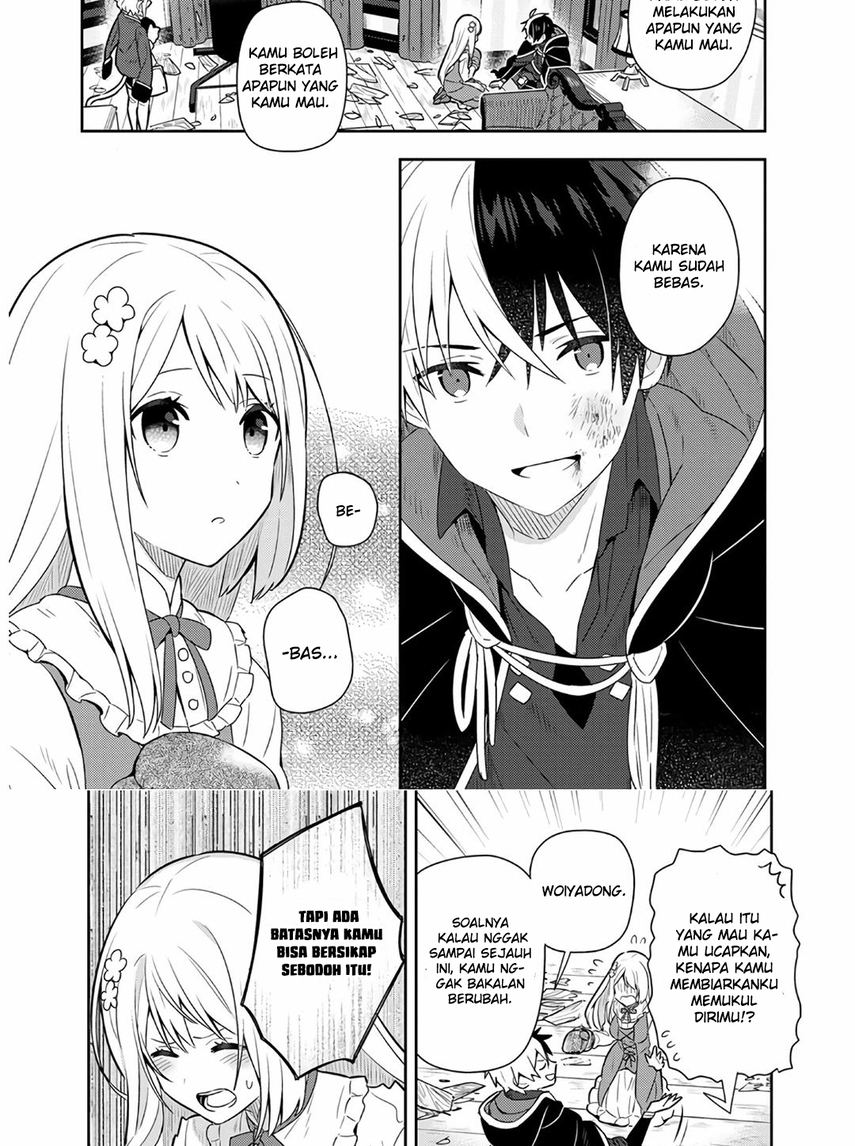 MELAKUKAN
APAPUN YANG
KAMU MAU.
KAMU BOLEH
BERKATA
APAPUN YANG
KAMU MAU.
KARENA
KAMU SUDAH
BEBAS.
BE-
-BAS...
KALAU ITU
YANG MAU KA-
MU UCAPKAN,
KENAPA KAMU
MEMBIARKANKU
MEMUKUL
DIRIMU!?
WOIYADONG.
SOALNYA
KALAU NGGAK
SAMPAI SEJAUH
INI, KAMU NG-
GAK BAKALAN
BERUBAH.
TAPI ADA
BATASNYA KAMU
BISA BERSIKAP
SEBODOH ITU!